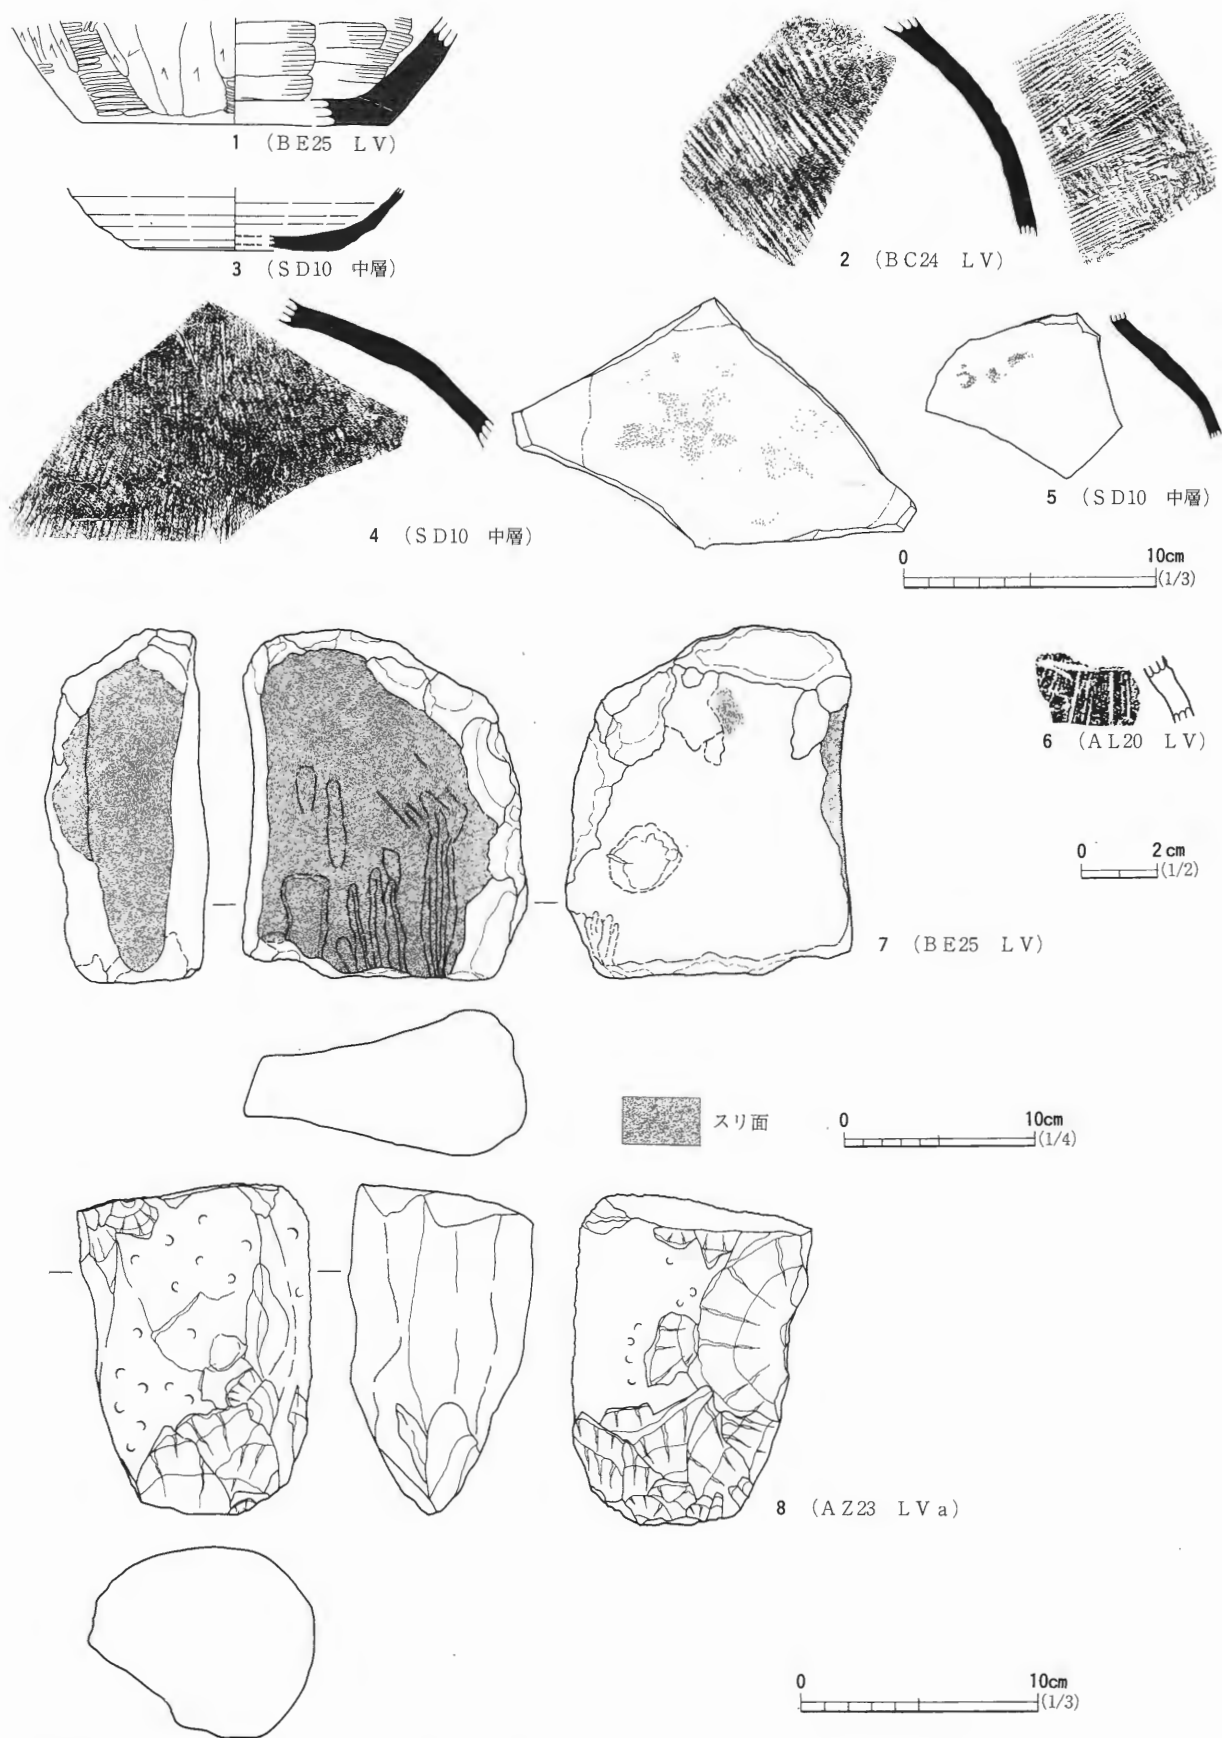 1 (BE25 LV)
2 (BC24 LV)
3 (SD10 中層)
4 (SD10 中層)
5 (SD10 中層)
0 10cm
(1/3)
6 (AL20 LV)
0 2cm
(1/2)
7 (BE25 LV)
スリ面
0 10cm
(1/4)
8 (AZ23 LVa)
0 10cm
(1/3)